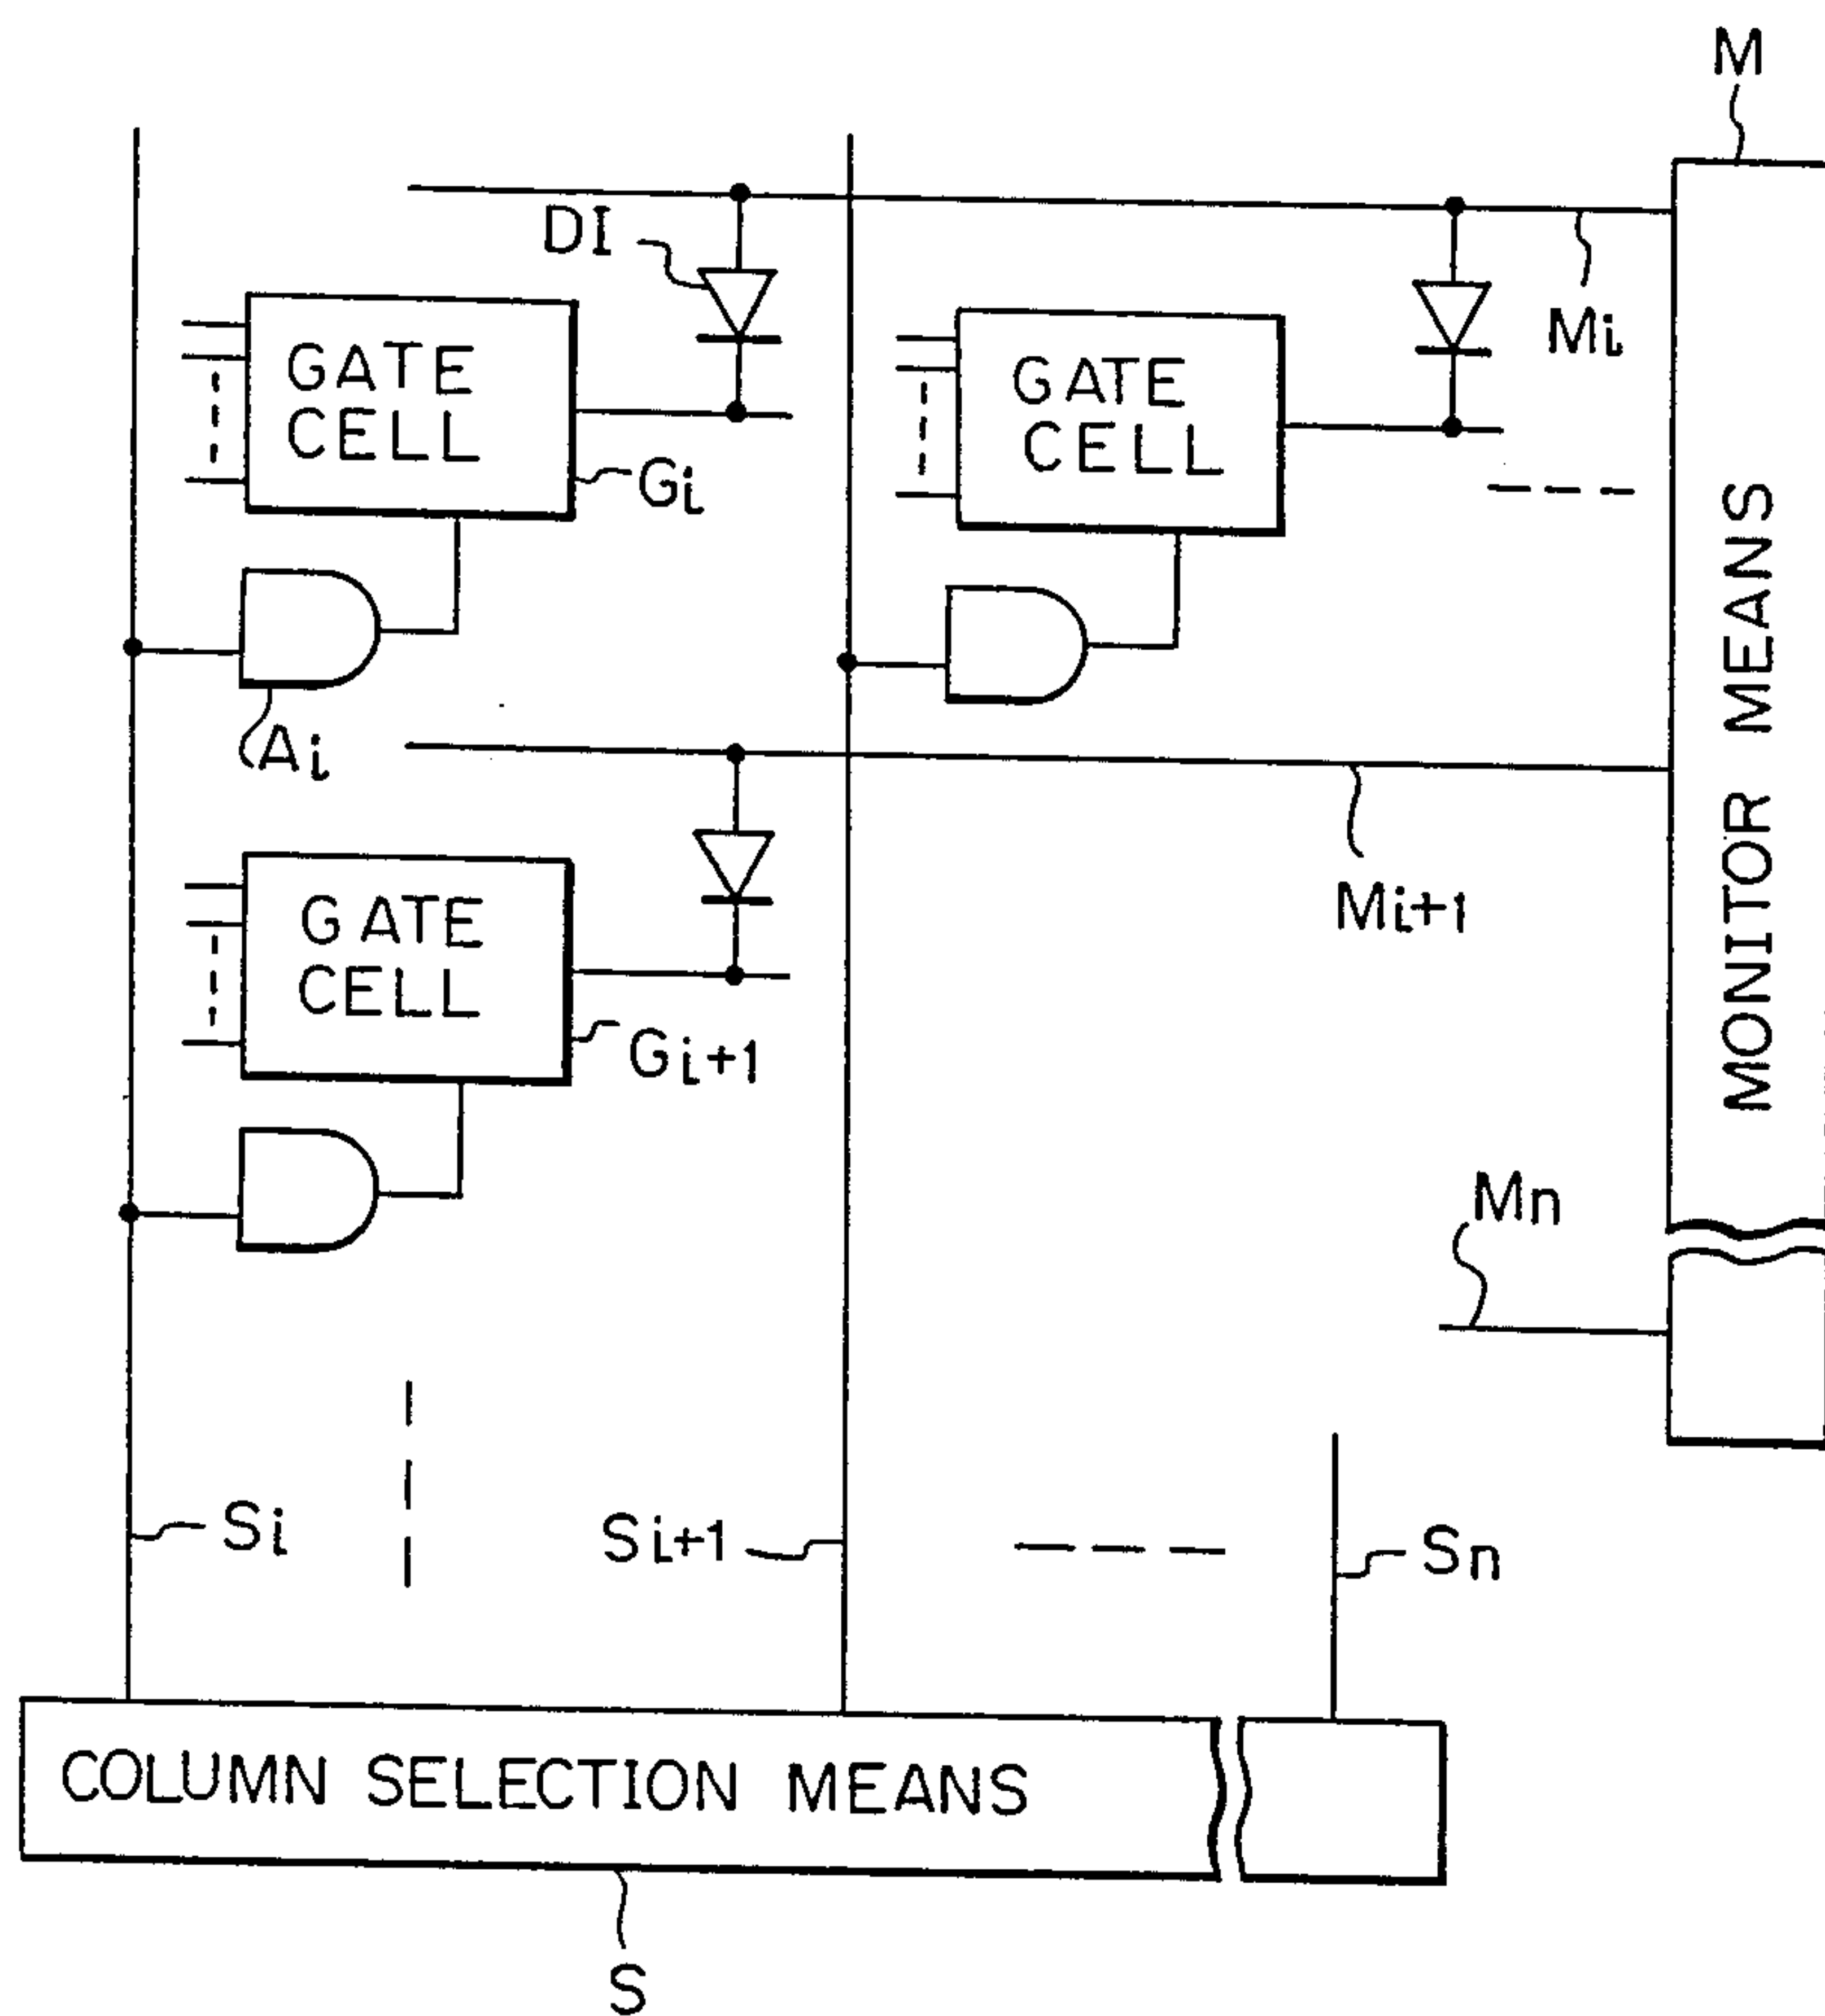 M
DI
Mi
GATE
CELL
GATE
CELL
Gi
Ai
MONITOR MEANS
Mi+1
GATE
CELL
Gi+1
Mn
Si
Si+1
Sn
COLUMN SELECTION MEANS
S